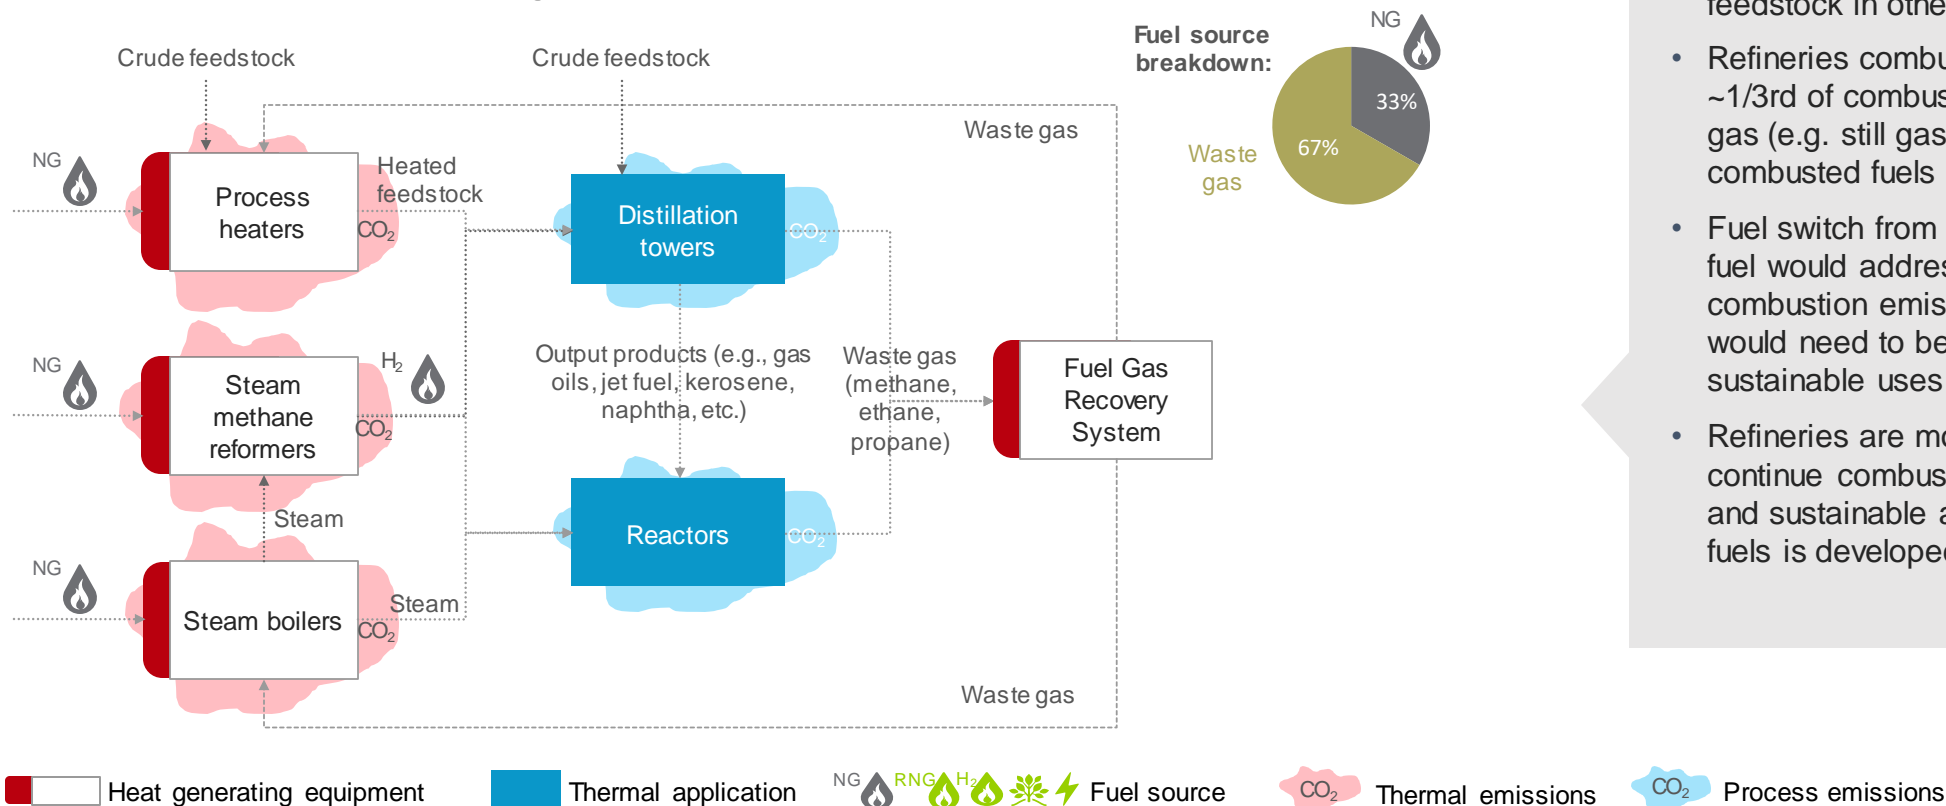 Crude feedstock
Crude feedstock
Fuel source
breakdown:
NG
33%
67%
Waste
gas
Waste gas
NG
Process
heaters
Heated
feedstock
CO₂
Distillation
towers
CO₂
NG
Steam
methane
reformers
H₂
CO₂
Output products (e.g., gas
oils, jet fuel, kerosene,
naphtha, etc.)
Waste gas
(methane,
ethane,
propane)
Fuel Gas
Recovery
System
Steam
Reactors
CO₂
NG
Steam boilers
Steam
CO₂
Waste gas
feedstock in othe
• Refineries combu
~1/3rd of combus
gas (e.g. still gas
combusted fuels
• Fuel switch from
fuel would addres
combustion emis
would need to be
sustainable uses
• Refineries are mo
continue combus
and sustainable a
fuels is develope
Heat generating equipment
Thermal application
NG RNG H₂ Fuel source
CO₂ Thermal emissions
CO₂ Process emissions